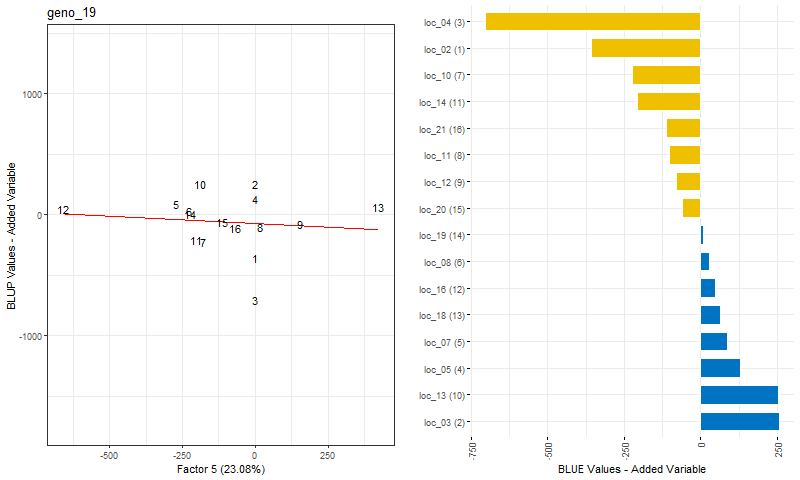 geno_19
BLUP Values - Added Variable
1000
0
-1000
12
10
2
4
13
5
6
14
15
16
8
9
11
7
1
3
-500
-250
0
250
Factor 5 (23.08%)
loc_04 (3)
loc_02 (1)
loc_10 (7)
loc_14 (11)
loc_21 (16)
loc_11 (8)
loc_12 (9)
loc_20 (15)
loc_19 (14)
loc_08 (6)
loc_16 (12)
loc_18 (13)
loc_07 (5)
loc_05 (4)
loc_13 (10)
loc_03 (2)
-750
-500
-250
0
250
BLUE Values - Added Variable